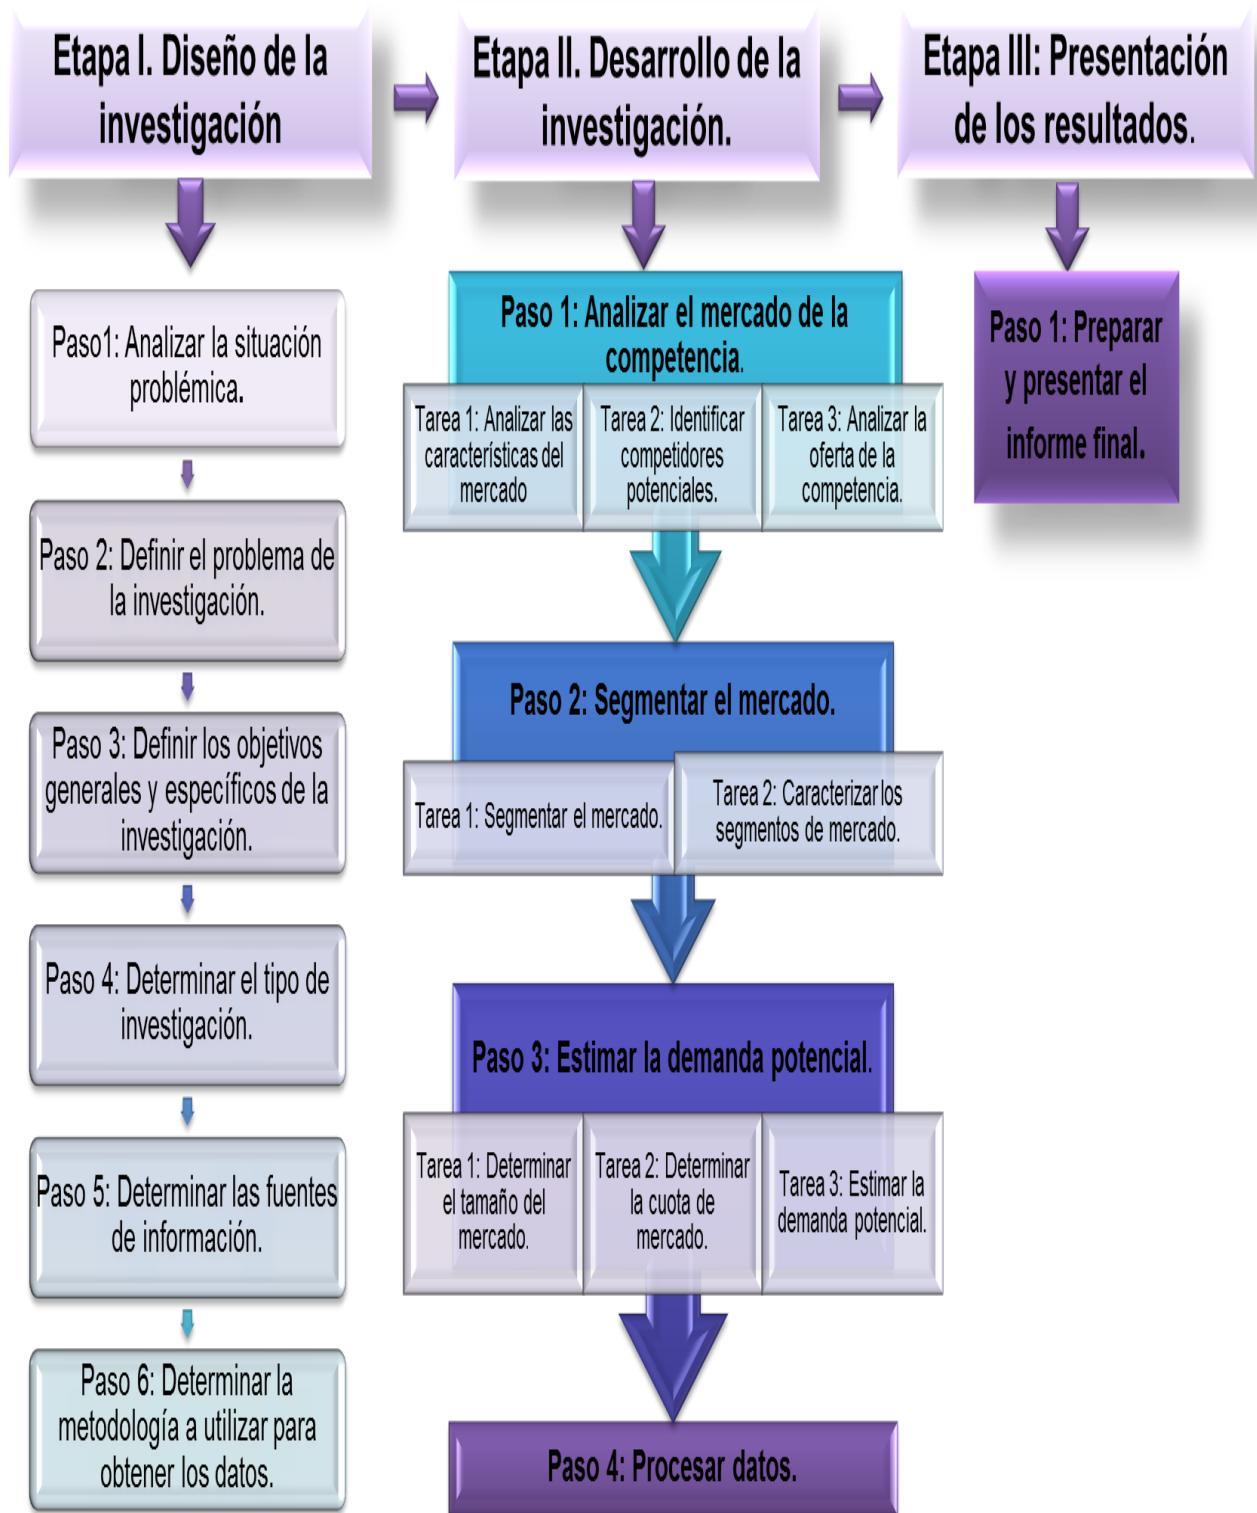 Etapa I. Diseño de la
investigación
Etapa II. Desarrollo de la
investigación.
Etapa III: Presentación
de los resultados.
Paso1: Analizar la situación
problémica.
Paso 2: Definir el problema de
la investigación.
Paso 3: Definir los objetivos
generales y específicos de la
investigación.
Paso 4: Determinar el tipo de
investigación.
Paso 5: Determinar las fuentes
de información.
Paso 6: Determinar la
metodología a utilizar para
obtener los datos.
Paso 1: Analizar el mercado de la
competencia.
Tarea 1: Analizar las
características del
mercado
Tarea 2: Identificar
competidores
potenciales.
Tarea 3: Analizar la
oferta de la
competencia.
Paso 2: Segmentar el mercado.
Tarea 1: Segmentar el mercado.
Tarea 2: Caracterizar los
segmentos de mercado.
Paso 3: Estimar la demanda potencial.
Tarea 1: Determinar
el tamaño del
mercado.
Tarea 2: Determinar
la cuota de
mercado.
Tarea 3: Estimar la
demanda potencial.
Paso 4: Procesar datos.
Paso 1: Preparar
y presentar el
informe final.